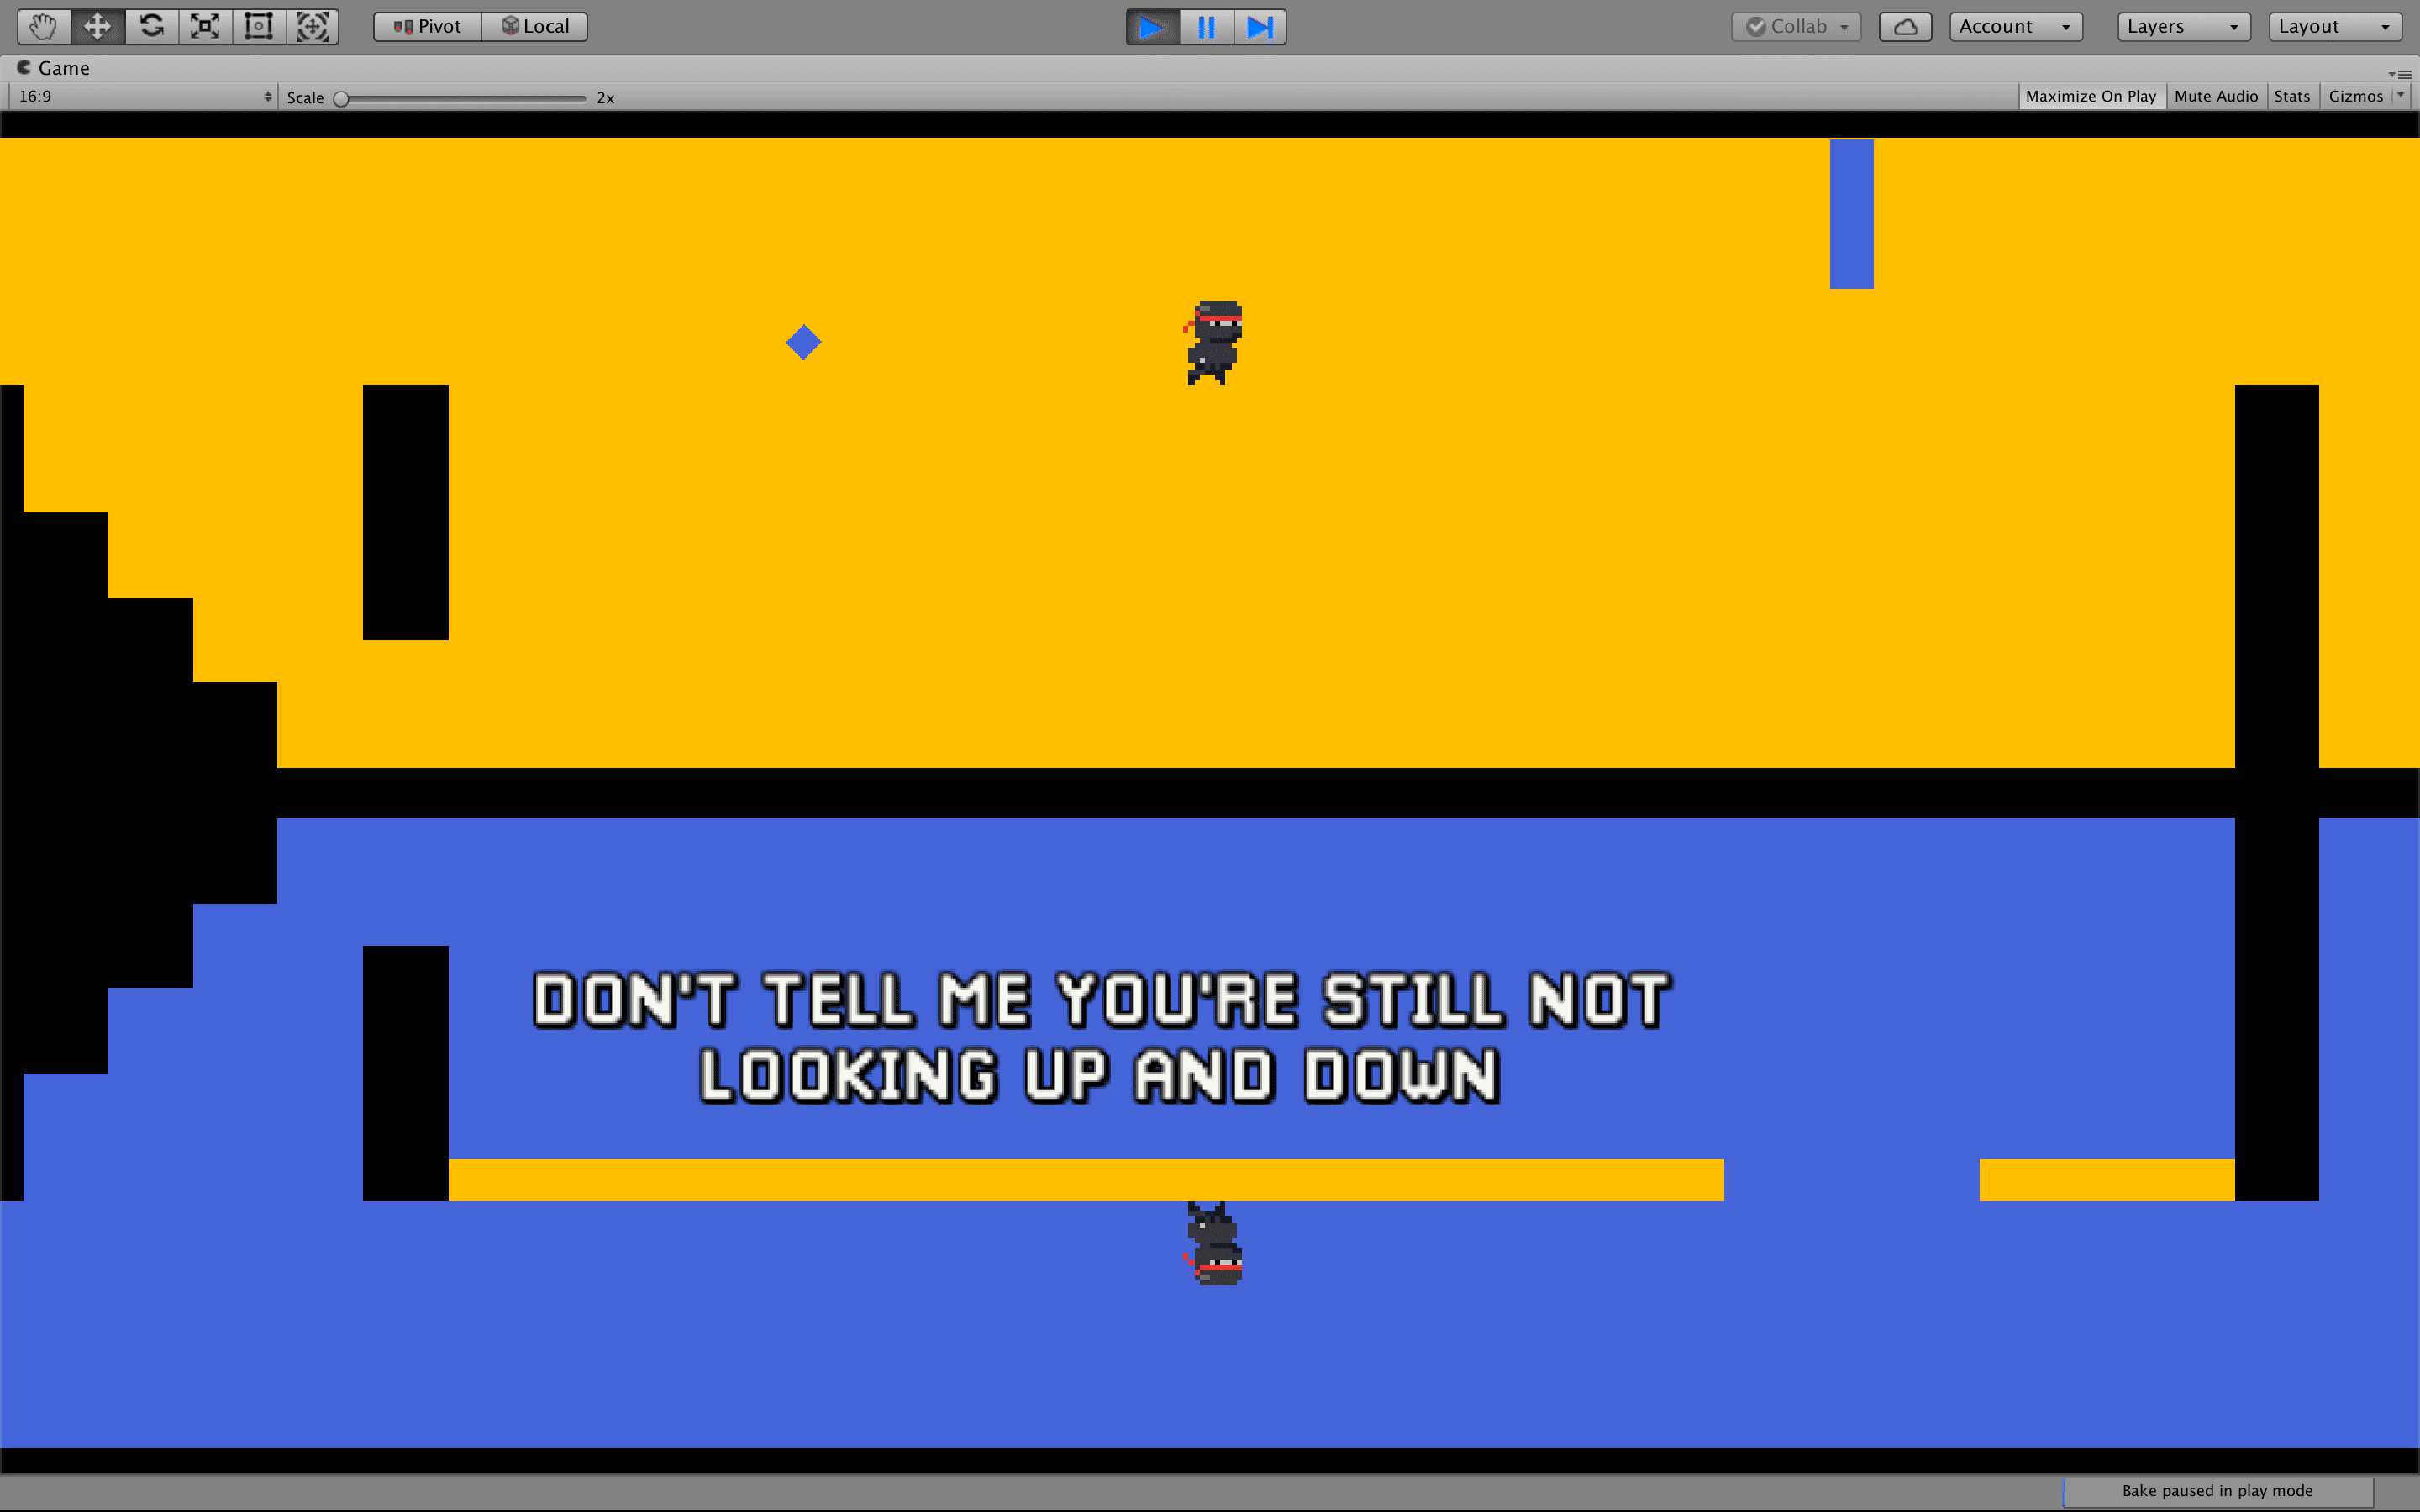 Pivot Local Collab Account Layers Layout
Game
16:9 Scale 2x Maximize On Play Mute Audio Stats Gizmos
DON'T TELL ME YOU'RE STILL NOT
LOOKING UP AND DOWN
Bake paused in play mode